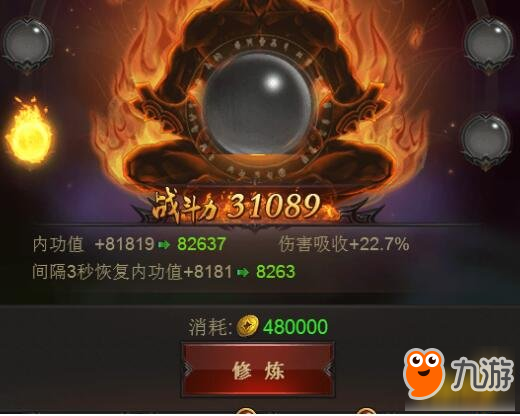 战斗力 31089
内功值 +81819 82637 伤害吸收+22.7%
间隔3秒恢复内功值+8181 8263
消耗: 480000
修炼
九游